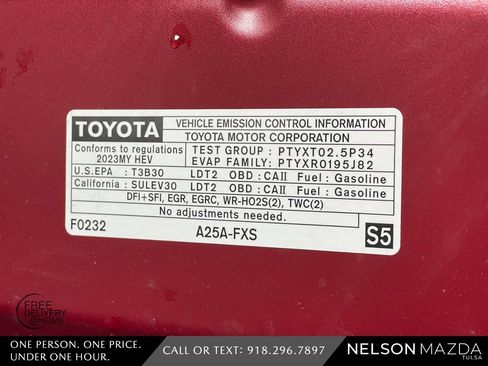 TOYOTA
VEHICLE EMISSION CONTROL INFORMATION
TOYOTA MOTOR CORPORATION
Conforms to regulations
2023MY HEV
TEST GROUP : PTYXT02.5P34
EVAP FAMILY: PTYXR0195J82
U.S.EPA : T3B30 LDT2 OBD :CAII Fuel : Gasoline
California : SULEV30 LDT2 OBD :CAII Fuel : Gasoline
DFI+SFI, EGR, EGRC, WR-HO2S(2), TWC(2)
No adjustments needed.
F0232 A25A-FXS S5
FREE
DELIVERY
@HOME
ONE PERSON. ONE PRICE.
UNDER ONE HOUR.
CALL OR TEXT: 918.296.7897
NELSON MAZDA
TULSA